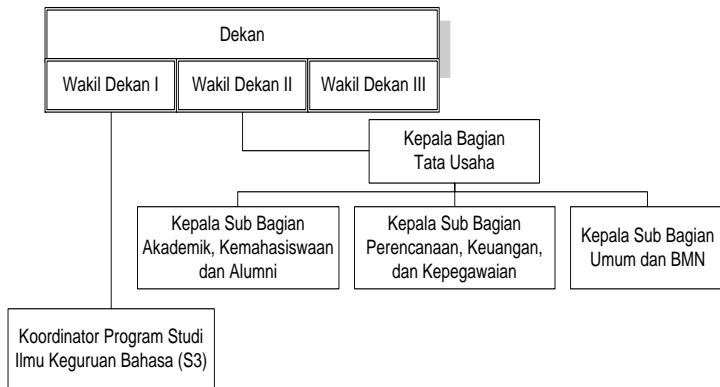 Dekan
Wakil Dekan I
Wakil Dekan II
Wakil Dekan III
Kepala Bagian
Tata Usaha
Kepala Sub Bagian
Akademik, Kemahasiswaan
dan Alumni
Kepala Sub Bagian
Perencanaan, Keuangan,
dan Kepegawaian
Kepala Sub Bagian
Umum dan BMN
Koordinator Program Studi
Ilmu Keguruan Bahasa (S3)